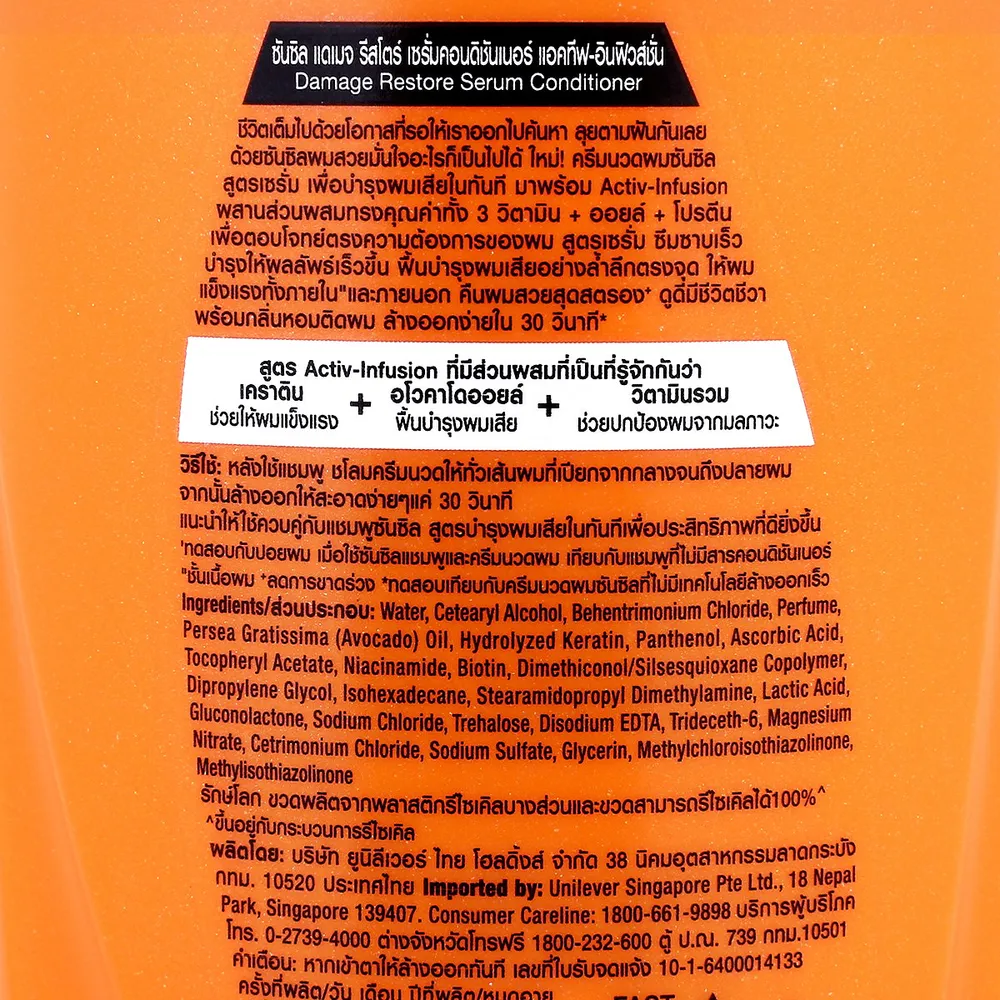 ซันซิล แดเมจ รีสโตร์ เซรั่มคอนดิชันเนอร์ แอคทีฟ-อินฟิวส์ชั่น
Damage Restore Serum Conditioner
ชีวิตเต็มไปด้วยโอกาสที่รอให้เราออกไปค้นหา ลุยตามฝันกันเลย
ด้วยซันซิลผมสวยมั่นใจอะไรก็เป็นไปได้ ใหม่! ครีมนวดผมซันซิล
สูตรเซรั่ม เพื่อบำรุงผมเสียในทันที มาพร้อม Activ-Infusion
ผสานส่วนผสมทรงคุณค่าทั้ง 3 วิตามิน + ออยล์ + โปรตีน
เพื่อตอบโจทย์ตรงความต้องการของผม สูตรเซรั่ม ซึมซาบเร็ว
บำรุงให้ผลลัพธ์เร็วขึ้น ฟื้นบำรุงผมเสียอย่างล้ำลึกตรงจุด ให้ผม
แข็งแรงทั้งภายใน"และภายนอก คืนผมสวยสุดสตรอง⁺ ดูดีมีชีวิตชีวา
พร้อมกลิ่นหอมติดผม ล้างออกง่ายใน 30 วินาที*
สูตร Activ-Infusion ที่มีส่วนผสมที่เป็นที่รู้จักกันว่า
เคราติน + อโวคาโดออยล์ + วิตามินรวม
ช่วยให้ผมแข็งแรง ฟื้นบำรุงผมเสีย ช่วยปกป้องผมจากมลภาวะ
วิธีใช้: หลังใช้แชมพู ชโลมครีมนวดให้ทั่วเส้นผมที่เปียกจากกลางจนถึงปลายผม
จากนั้นล้างออกให้สะอาดง่ายๆแค่ 30 วินาที
แนะนำให้ใช้ควบคู่กับแชมพูซันซิล สูตรบำรุงผมเสียในทันทีเพื่อประสิทธิภาพที่ดียิ่งขึ้น
'ทดสอบกับปอยผม เมื่อใช้ซันซิลแชมพูและครีมนวดผม เทียบกับแชมพูที่ไม่มีสารคอนดิชันเนอร์
"ชั้นเนื้อผม ⁺ลดการขาดร่วง *ทดสอบเทียบกับครีมนวดผมซันซิลที่ไม่มีเทคโนโลยีล้างออกเร็ว
Ingredients/ส่วนประกอบ: Water, Cetearyl Alcohol, Behentrimonium Chloride, Perfume,
Persea Gratissima (Avocado) Oil, Hydrolyzed Keratin, Panthenol, Ascorbic Acid,
Tocopheryl Acetate, Niacinamide, Biotin, Dimethiconol/Silsesquioxane Copolymer,
Dipropylene Glycol, Isohexadecane, Stearamidopropyl Dimethylamine, Lactic Acid,
Gluconolactone, Sodium Chloride, Trehalose, Disodium EDTA, Trideceth-6, Magnesium
Nitrate, Cetrimonium Chloride, Sodium Sulfate, Glycerin, Methylchloroisothiazolinone,
Methylisothiazolinone
รักษ์โลก ขวดผลิตจากพลาสติกรีไซเคิลบางส่วนและขวดสามารถรีไซเคิลได้100%^
^ขึ้นอยู่กับกระบวนการรีไซเคิล
ผลิตโดย: บริษัท ยูนิลีเวอร์ ไทย โฮลดิ้งส์ จำกัด 38 นิคมอุตสาหกรรมลาดกระบัง
กทม. 10520 ประเทศไทย Imported by: Unilever Singapore Pte Ltd., 18 Nepal
Park, Singapore 139407. Consumer Careline: 1800-661-9898 บริการผู้บริโภค
โทร. 0-2739-4000 ต่างจังหวัดโทรฟรี 1800-232-600 ตู้ ป.ณ. 739 กทม.10501
คำเตือน: หากเข้าตาให้ล้างออกทันที เลขที่ใบรับจดแจ้ง 10-1-6400014133
ครั้งที่ผลิต/วัน เดือน ปีที่ผลิต/หมดอายุ